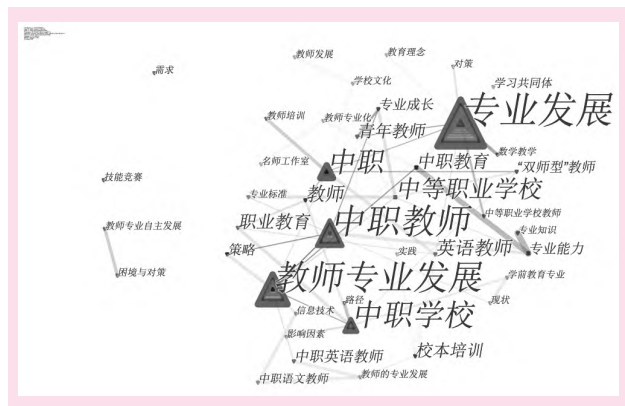 教师发展
教育理念
需求
对策
学校文化
学习共同体
专业成长
专业发展
教师培训
教师专业化
青年教师
数学教学
名师工作室
中职
中职教育
“双师型”教师
技能竞赛
专业标准
教师
中等职业学校
中等职业学校教师
教师专业自主发展
职业教育
中职教师
专业知识
策略
实践
英语教师
专业能力
困境与对策
教师专业发展
学前教育专业
路径
现状
信息技术
中职学校
影响因素
中职英语教师
校本培训
中职语文教师
教师的专业发展